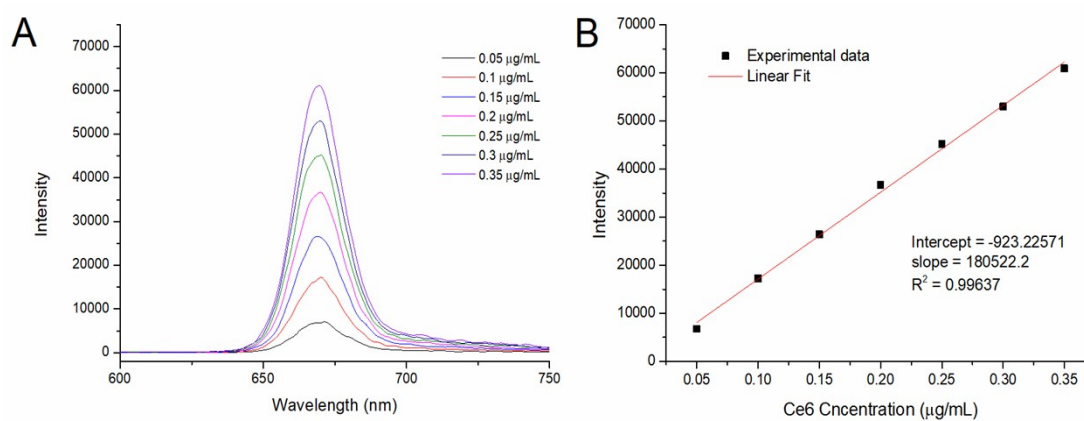 A
70000
60000
50000
40000
30000
20000
10000
0
Intensity
600
650
700
750
Wavelength (nm)
0.05 μg/mL
0.1 μg/mL
0.15 μg/mL
0.2 μg/mL
0.25 μg/mL
0.3 μg/mL
0.35 μg/mL
B
70000
60000
50000
40000
30000
20000
10000
0
Intensity
0.05
0.10
0.15
0.20
0.25
0.30
0.35
Ce6 Cncentration (μg/mL)
Experimental data
Linear Fit
Intercept = -923.22571
slope = 180522.2
R² = 0.99637